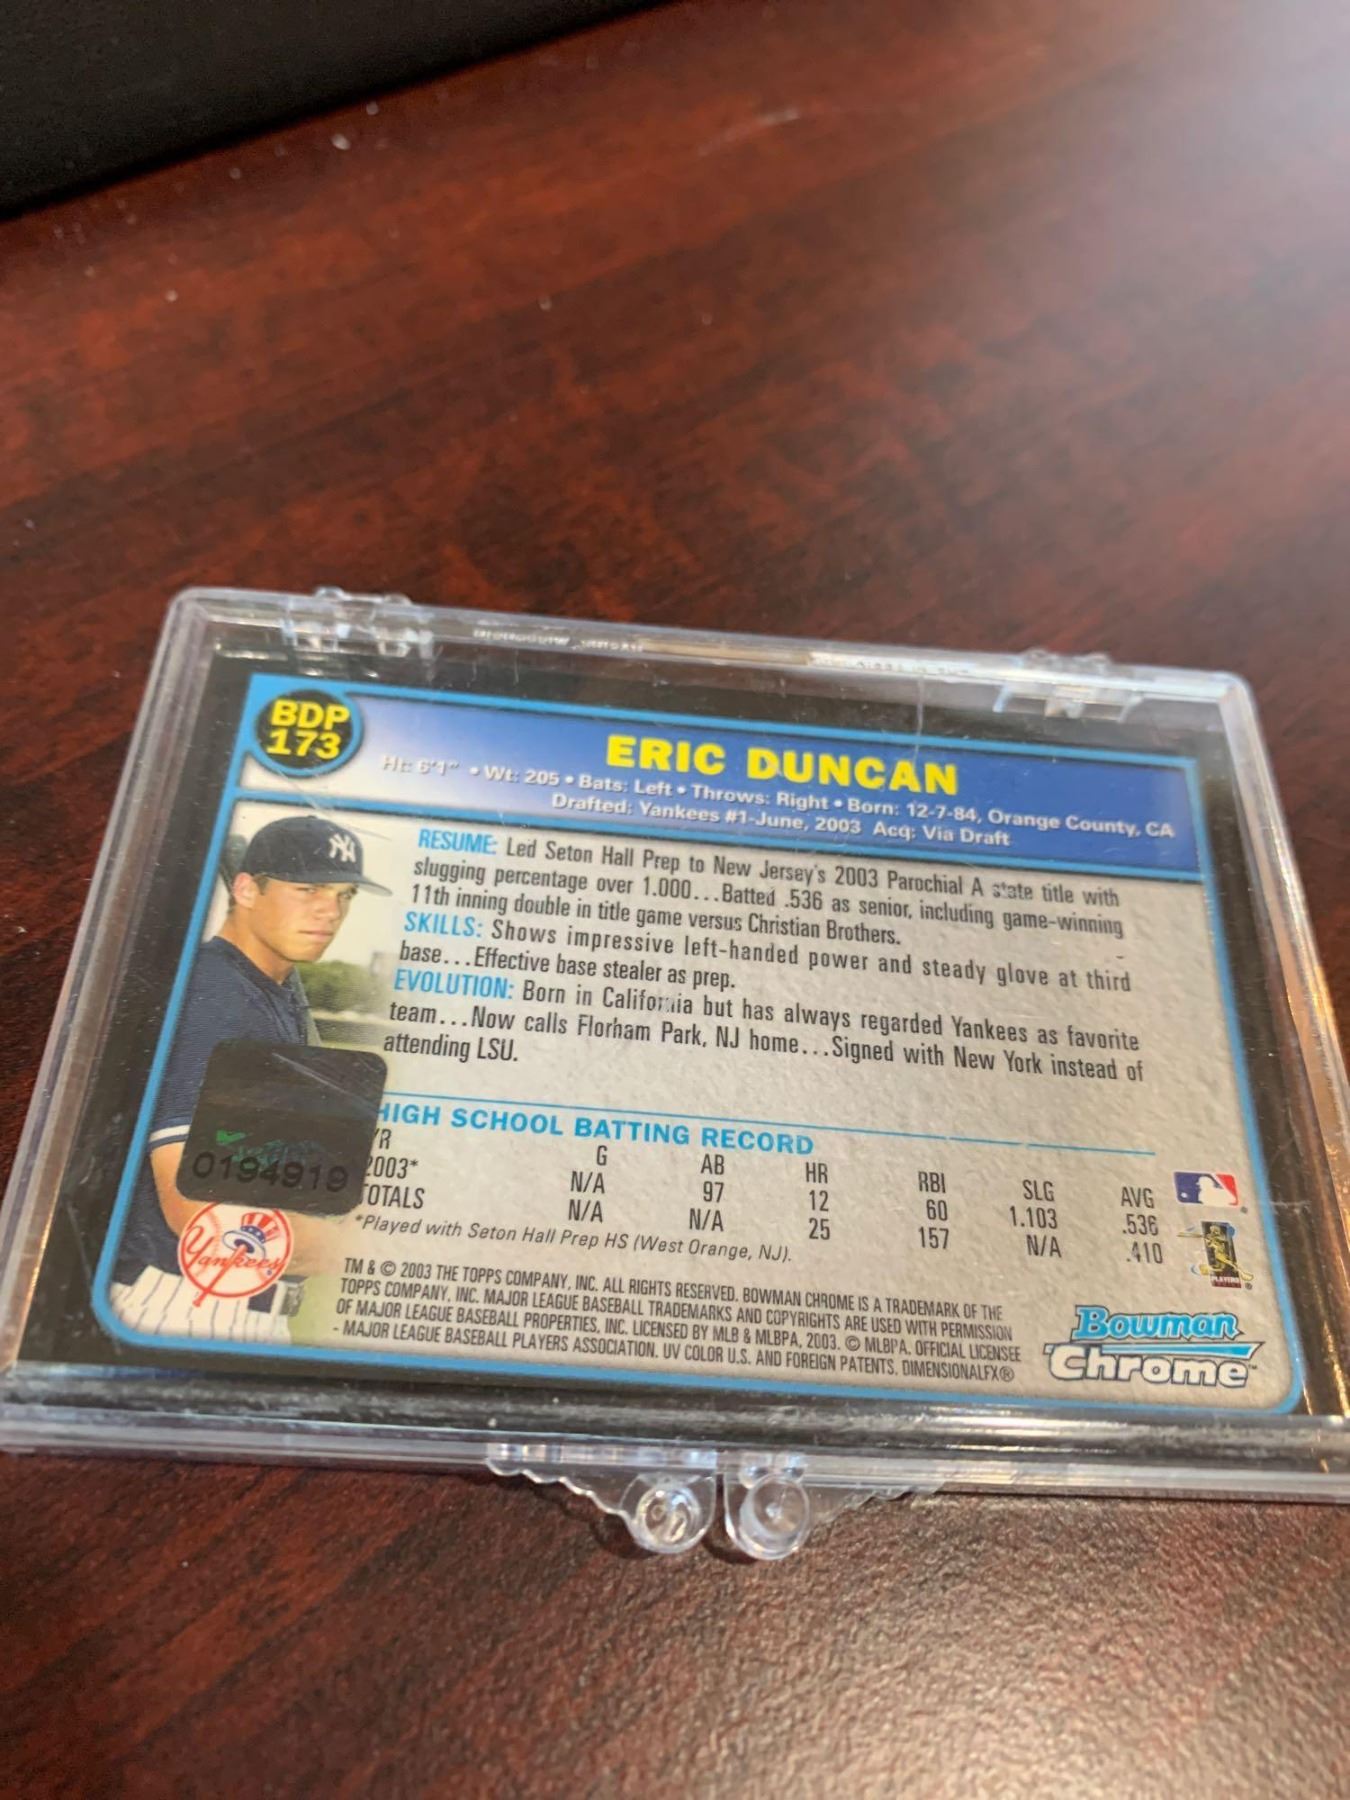 BDP
173
ERIC DUNCAN
Ht: 6'1" • Wt: 205 • Bats: Left • Throws: Right • Born: 12-7-84, Orange County, CA
Drafted: Yankees #1-June, 2003 Acq: Via Draft
RESUME: Led Seton Hall Prep to New Jersey's 2003 Parochial A state title with
slugging percentage over 1.000...Batted .536 as senior, including game-winning
11th inning double in title game versus Christian Brothers.
SKILLS: Shows impressive left-handed power and steady glove at third
base...Effective base stealer as prep.
EVOLUTION: Born in California but has always regarded Yankees as favorite
team...Now calls Florham Park, NJ home...Signed with New York instead of
attending LSU.
HIGH SCHOOL BATTING RECORD
YR G AB HR RBI SLG AVG
2003* N/A 97 12 60 1.103 .536
TOTALS N/A N/A 25 157 N/A .410
*Played with Seton Hall Prep HS (West Orange, NJ).
0194919
Yankees
TM & © 2003 THE TOPPS COMPANY, INC. ALL RIGHTS RESERVED. BOWMAN CHROME IS A TRADEMARK OF THE
TOPPS COMPANY, INC. MAJOR LEAGUE BASEBALL TRADEMARKS AND COPYRIGHTS ARE USED WITH PERMISSION
OF MAJOR LEAGUE BASEBALL PROPERTIES, INC. LICENSED BY MLB & MLBPA, 2003. © MLBPA. OFFICIAL LICENSEE
- MAJOR LEAGUE BASEBALL PLAYERS ASSOCIATION. UV COLOR U.S. AND FOREIGN PATENTS. DIMENSIONALFX®
PLAYERS
Bowman
Chrome™